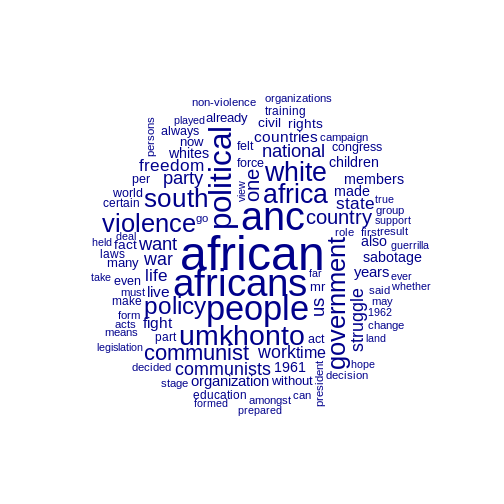 non-violence organizations
training
persons played already civil rights
always political felt countries campaign
now national congress
whites freedom force children
per party one white members
world view africa state made true
certain south group
violence go anc country support
role first result
held deal want african also guerrilla
laws fact war sabotage
many far
take even life africans mr years ever
must live us said whether
make policy people government may
form fight struggle 1962
acts umkhonto change
means part act land
legislation communist work time
decided communists 1961 president hope
stage organization without decision
education amongst can
formed prepared